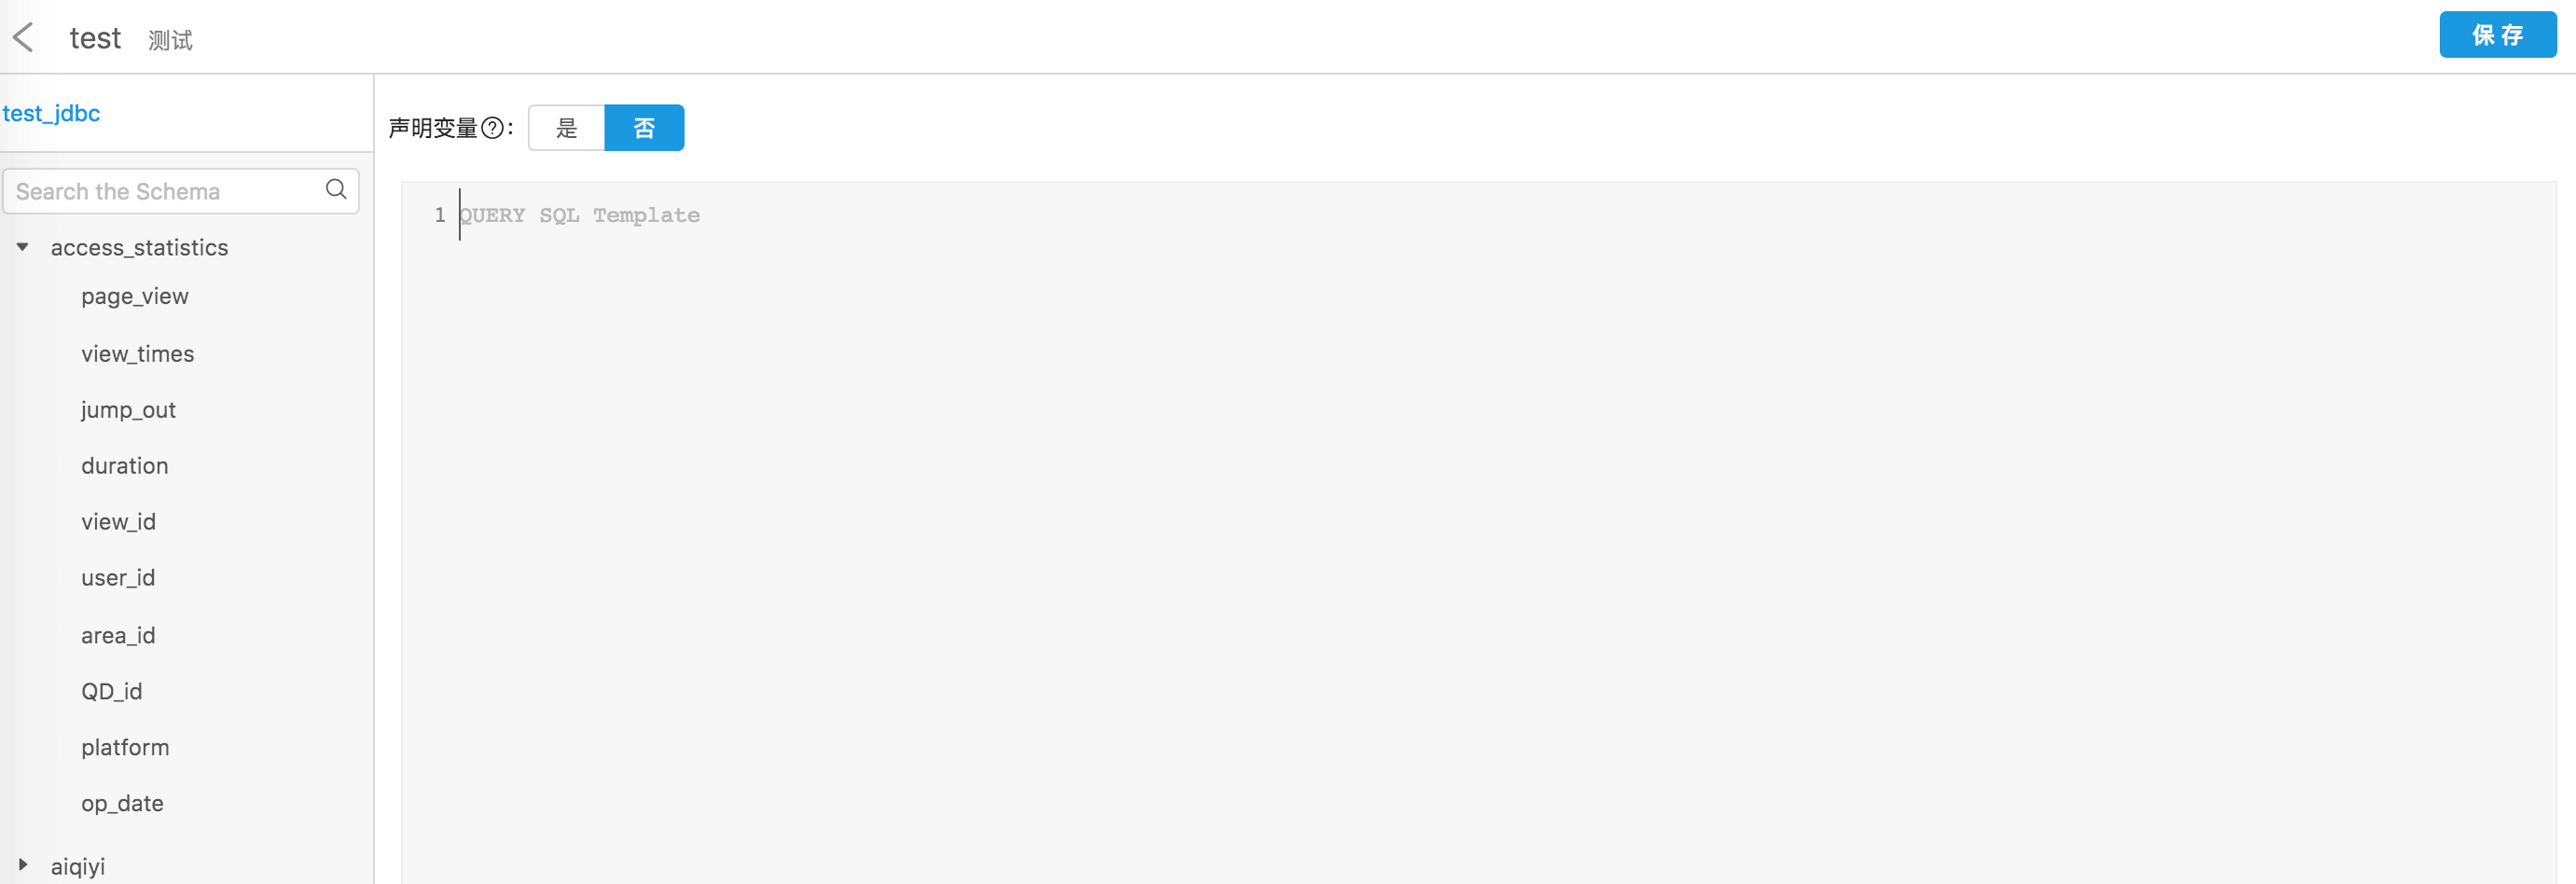 test 测试 保 存
test_jdbc
声明变量?: 是 否
Search the Schema
1 QUERY SQL Template
access_statistics
page_view
view_times
jump_out
duration
view_id
user_id
area_id
QD_id
platform
op_date
aiqiyi